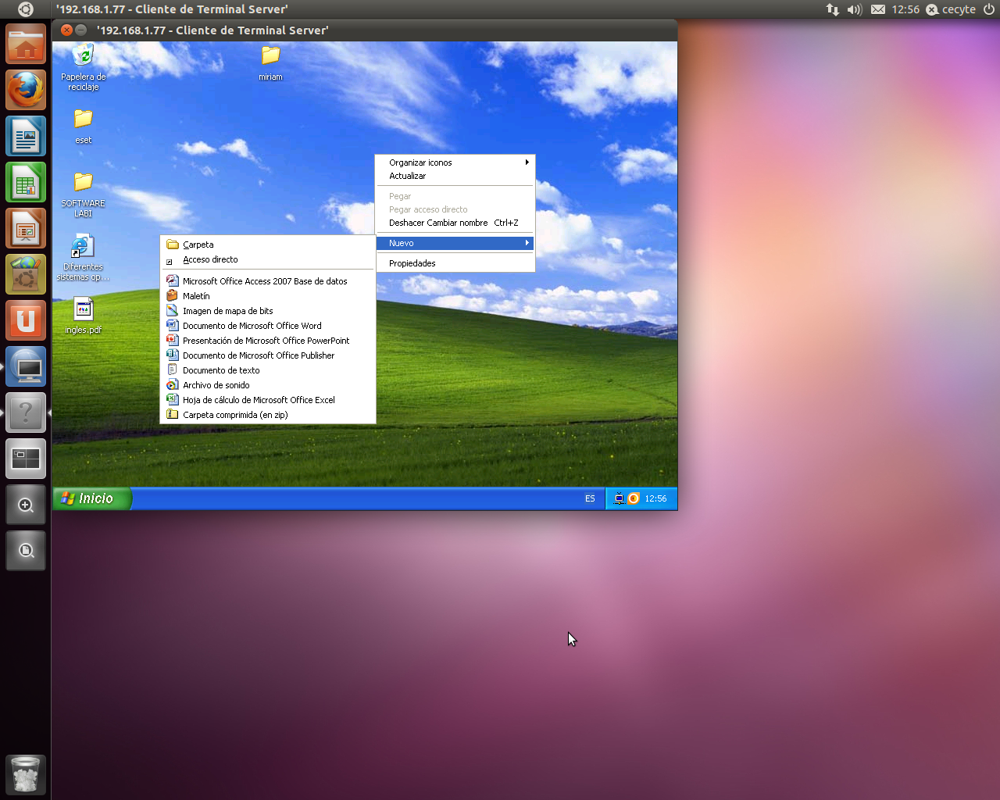 '192.168.1.77 - Cliente de Terminal Server'
12:56
cecyte
'192.168.1.77 - Cliente de Terminal Server'
Papelera de
reciclaje
miriam
eset
SOFTWARE
LABI
Diferentes
sistemas op...
ingles.pdf
Organizar iconos
Actualizar
Pegar
Pegar acceso directo
Deshacer Cambiar nombre Ctrl+Z
Nuevo
Propiedades
Carpeta
Acceso directo
Microsoft Office Access 2007 Base de datos
Maletín
Imagen de mapa de bits
Documento de Microsoft Office Word
Presentación de Microsoft Office PowerPoint
Documento de Microsoft Office Publisher
Documento de texto
Archivo de sonido
Hoja de cálculo de Microsoft Office Excel
Carpeta comprimida (en zip)
Inicio
ES
12:56